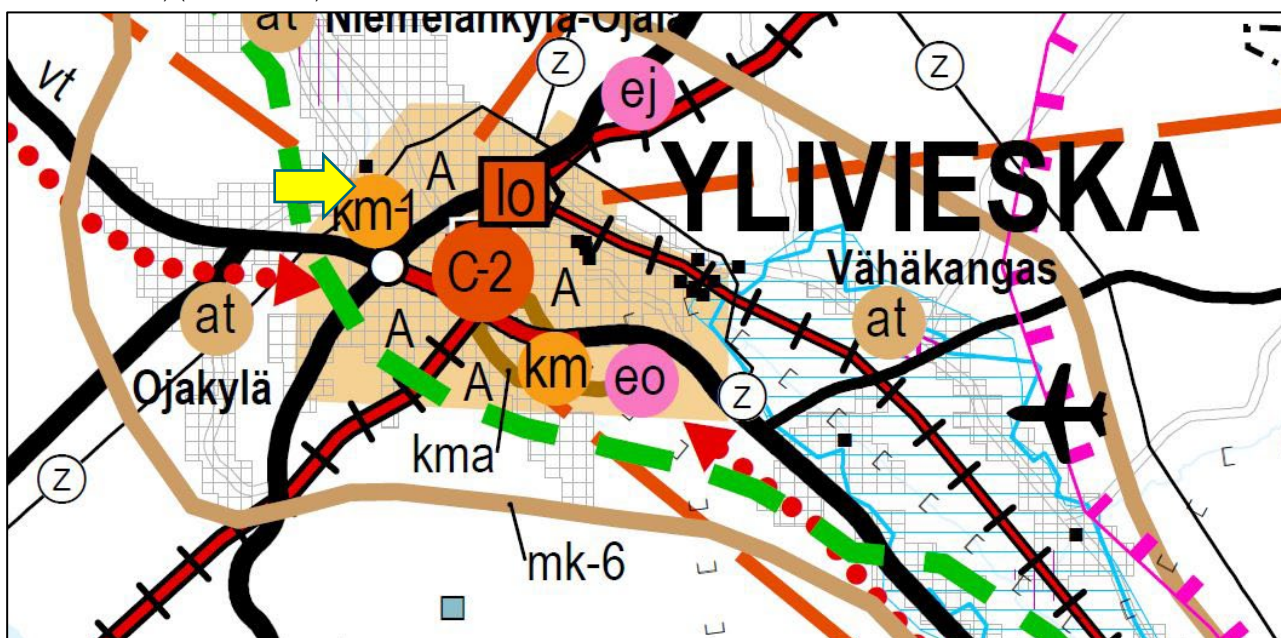 at
Niemelänkylä-Ojala
vt
z
z
ej
YLIVIESKA
A
lo
km-1
C-2
A
Vähäkangas
at
at
A
Ojakylä
A
km
eo
z
z
kma
mk-6